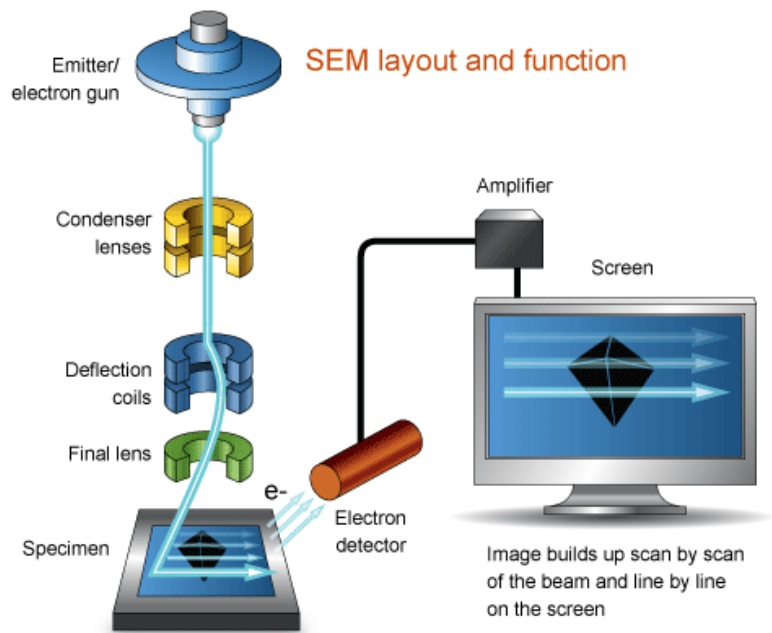 SEM layout and function
Emitter/
electron gun
Condenser
lenses
Deflection
coils
Final lens
Specimen
e-
Electron
detector
Amplifier
Screen
Image builds up scan by scan
of the beam and line by line
on the screen